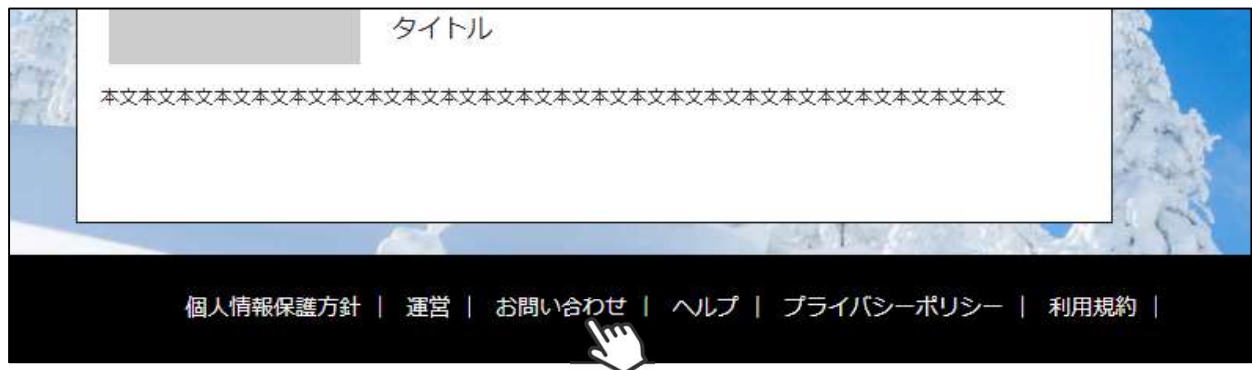 タイトル
本文本文本文本文本文本文本文本文本文本文本文本文本文本文本文本文本文本文本文本文本文本文本文本文
個人情報保護方針 | 運営 | お問い合わせ | ヘルプ | プライバシーポリシー | 利用規約 |